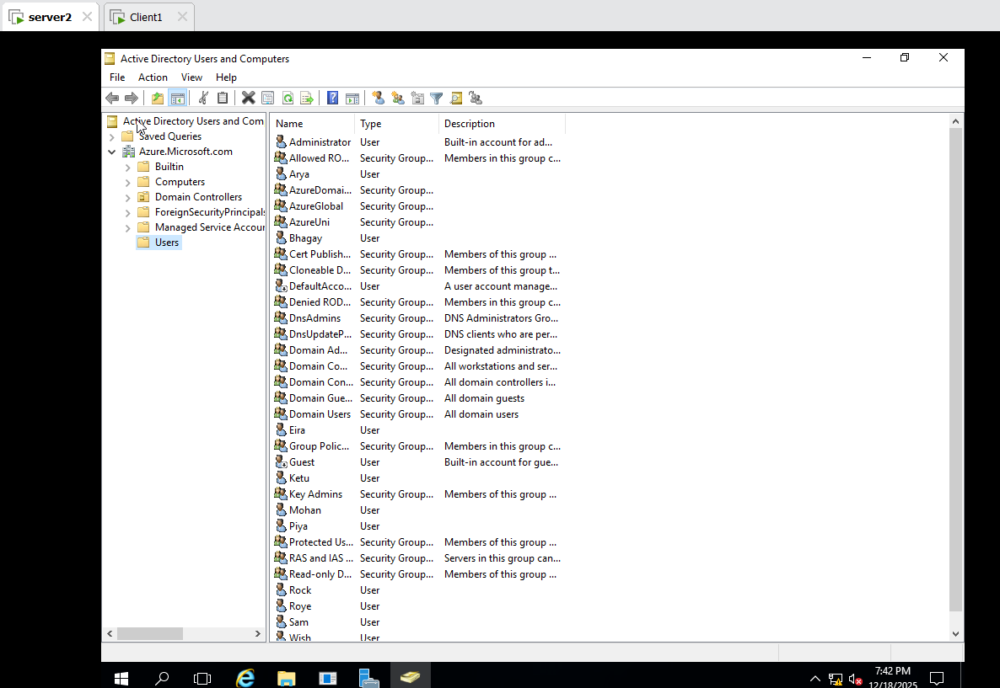 server2 Client1
Active Directory Users and Computers
File Action View Help
Active Directory Users and Com
Saved Queries
Azure.Microsoft.com
Builtin
Computers
Domain Controllers
ForeignSecurityPrincipals
Managed Service Accour
Users
Name Type Description
Administrator User Built-in account for ad...
Allowed RO... Security Group... Members in this group c...
Arya User
AzureDomai... Security Group...
AzureGlobal Security Group...
AzureUni Security Group...
Bhagay User
Cert Publish... Security Group... Members of this group ...
Cloneable D... Security Group... Members of this group t...
DefaultAcco... User A user account manage...
Denied ROD... Security Group... Members in this group c...
DnsAdmins Security Group... DNS Administrators Gro...
DnsUpdateP... Security Group... DNS clients who are per...
Domain Ad... Security Group... Designated administrato...
Domain Co... Security Group... All workstations and ser...
Domain Con... Security Group... All domain controllers i...
Domain Gue... Security Group... All domain guests
Domain Users Security Group... All domain users
Eira User
Group Polic... Security Group... Members in this group c...
Guest User Built-in account for gue...
Ketu User
Key Admins Security Group... Members of this group ...
Mohan User
Piya User
Protected Us... Security Group... Members of this group ...
RAS and IAS ... Security Group... Servers in this group can...
Read-only D... Security Group... Members of this group ...
Rock User
Roye User
Sam User
Wish User
7:42 PM
12/18/2025